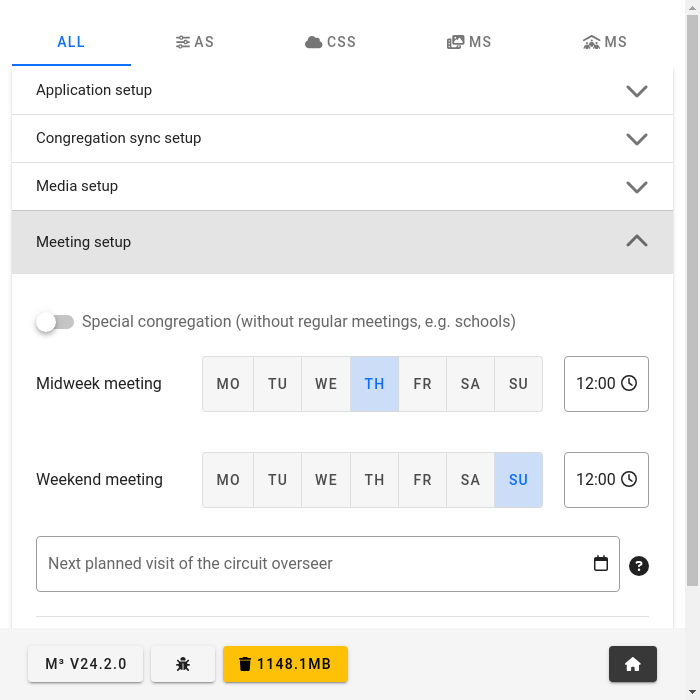 ALL AS CSS MS MS
Application setup
Congregation sync setup
Media setup
Meeting setup
Special congregation (without regular meetings, e.g. schools)
Midweek meeting MO TU WE TH FR SA SU 12:00
Weekend meeting MO TU WE TH FR SA SU 12:00
Next planned visit of the circuit overseer ?
M³ V24.2.0 1148.1MB